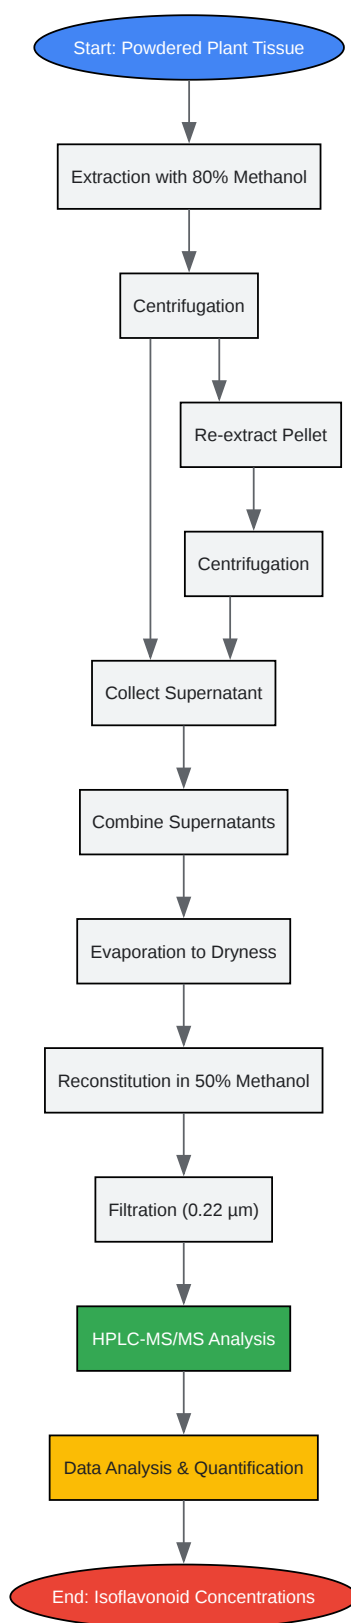 Start: Powdered Plant Tissue
Extraction with 80% Methanol
Centrifugation
Re-extract Pellet
Centrifugation
Collect Supernatant
Combine Supernatants
Evaporation to Dryness
Reconstitution in 50% Methanol
Filtration (0.22 µm)
HPLC-MS/MS Analysis
Data Analysis & Quantification
End: Isoflavonoid Concentrations